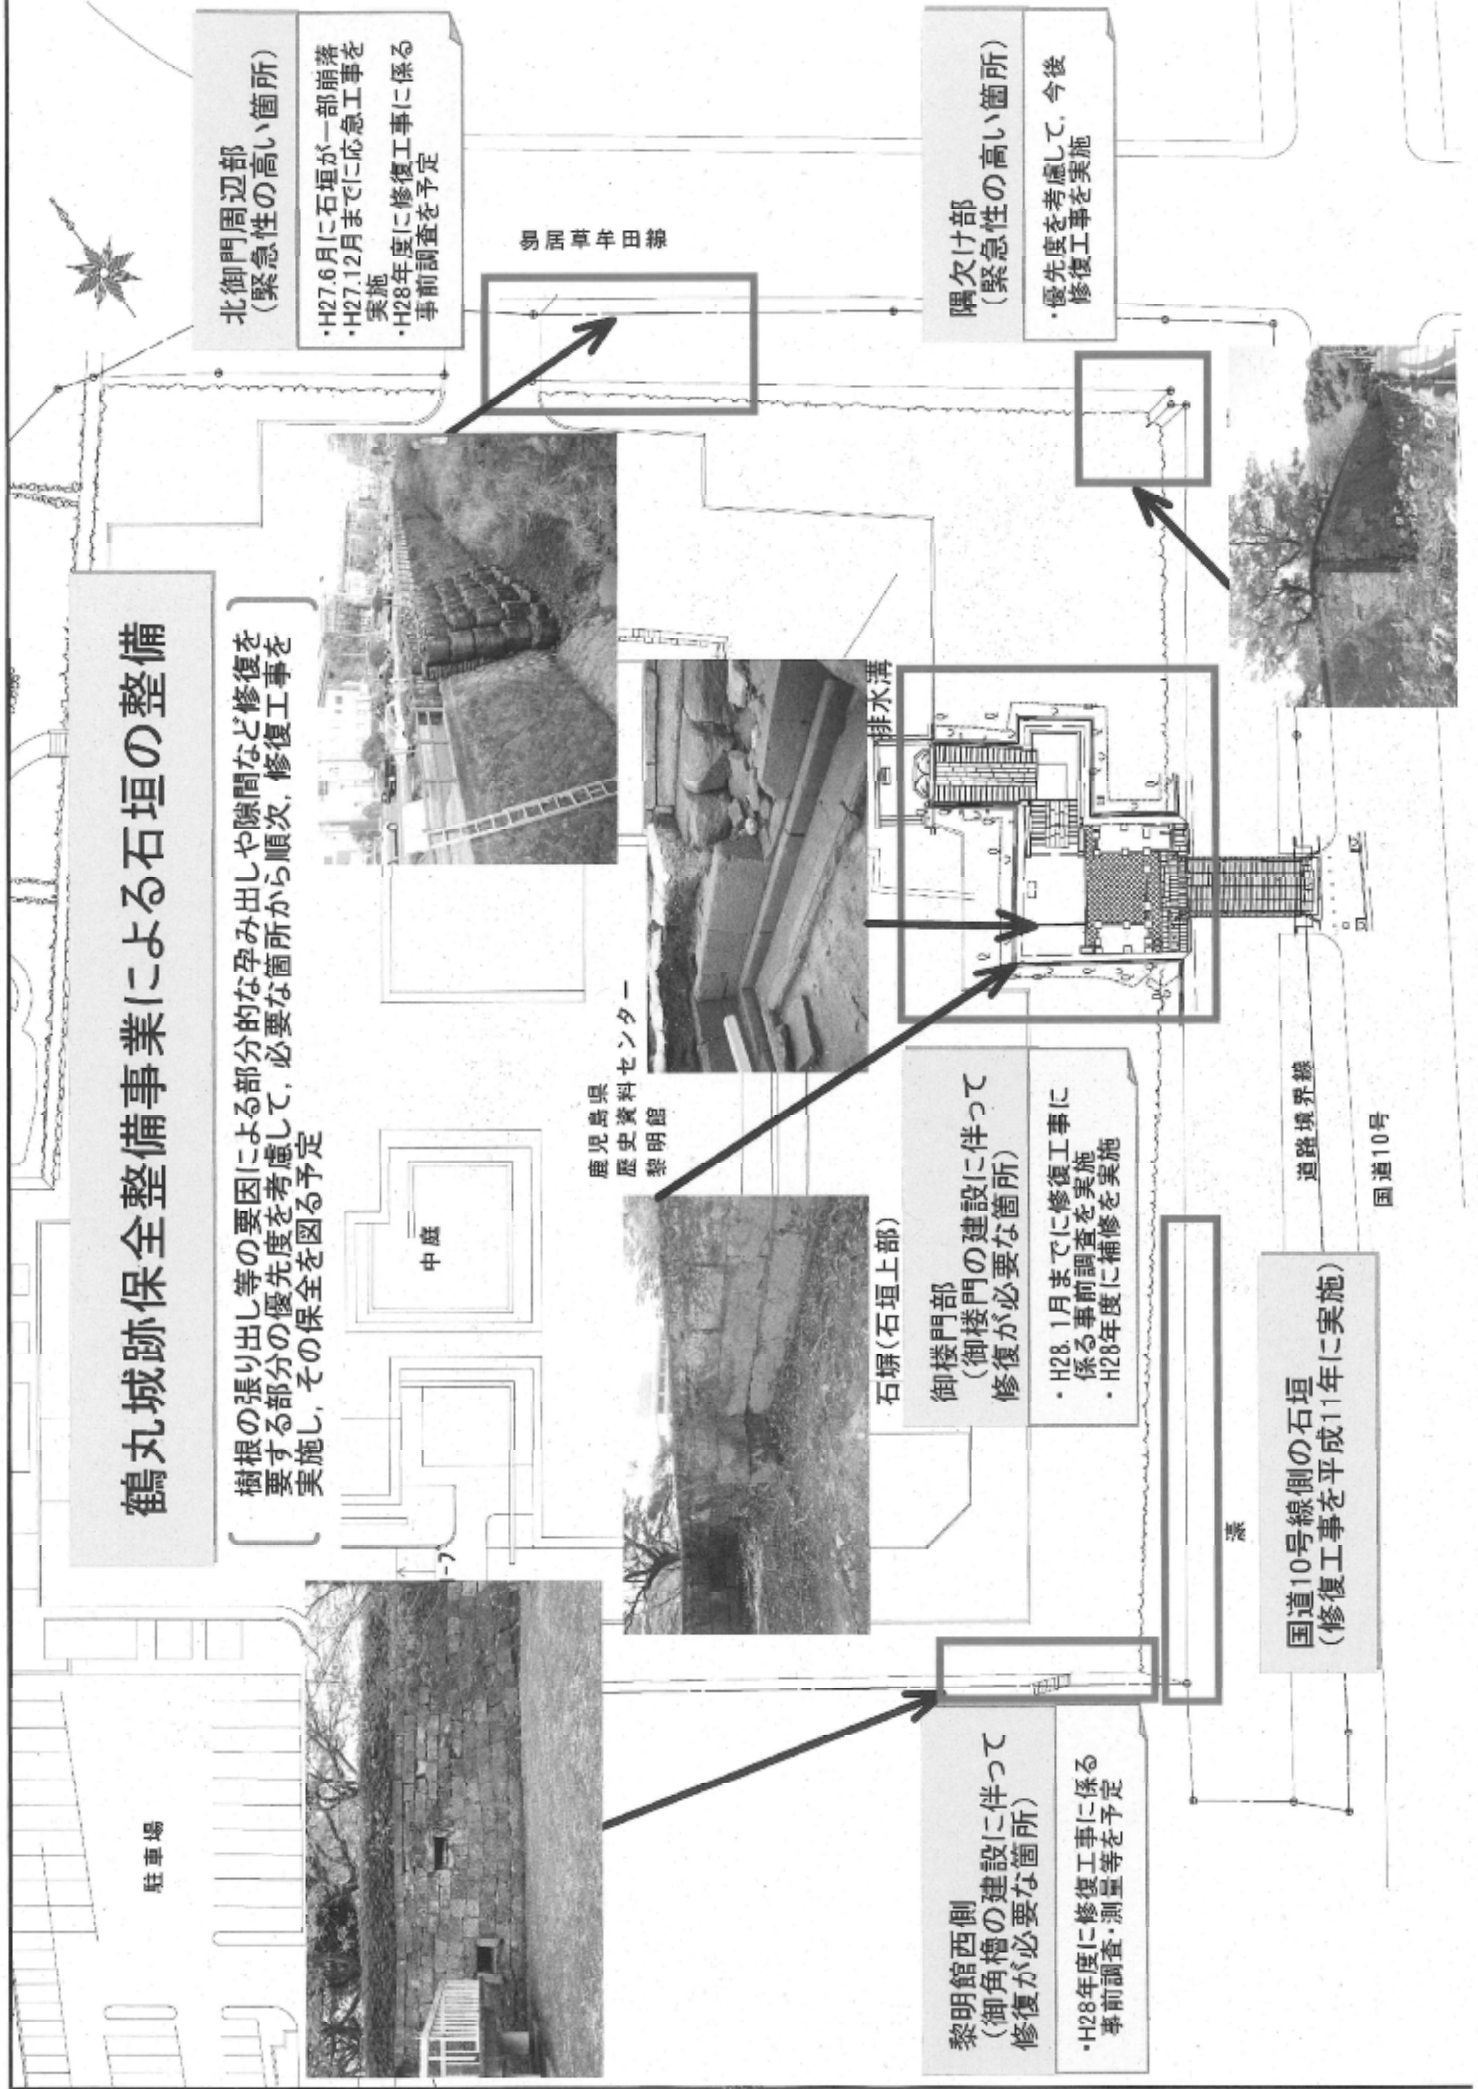 鶴丸城跡保全整備事業による石垣の整備
樹根の張り出し等の要因による部分的な孕み出しや隙間など修復を
要する部分の優先度を考慮して，必要な箇所から順次，修復工事を
実施し，その保全を図る予定
北御門周辺部
（緊急性の高い箇所）
・H27.6月に石垣が一部崩落
・H27.12月までに応急工事を
実施
・H28年度に修復工事に係る
事前調査を予定
易居草牟田線
隅欠け部
（緊急性の高い箇所）
・優先度を考慮して，今後
修復工事を実施
駐車場
中庭
鹿児島県
歴史資料センター
黎明館
排水溝
石塀（石垣上部）
御楼門部
（御楼門の建設に伴って
修復が必要な箇所）
・H28.1月までに修復工事に
係る事前調査を実施
・H28年度に補修を実施
黎明館西側
（御角櫓の建設に伴って
修復が必要な箇所）
・H28年度に修復工事に係る
事前調査・測量等を予定
濠
国道10号線側の石垣
（修復工事を平成11年に実施）
道路境界線
国道10号